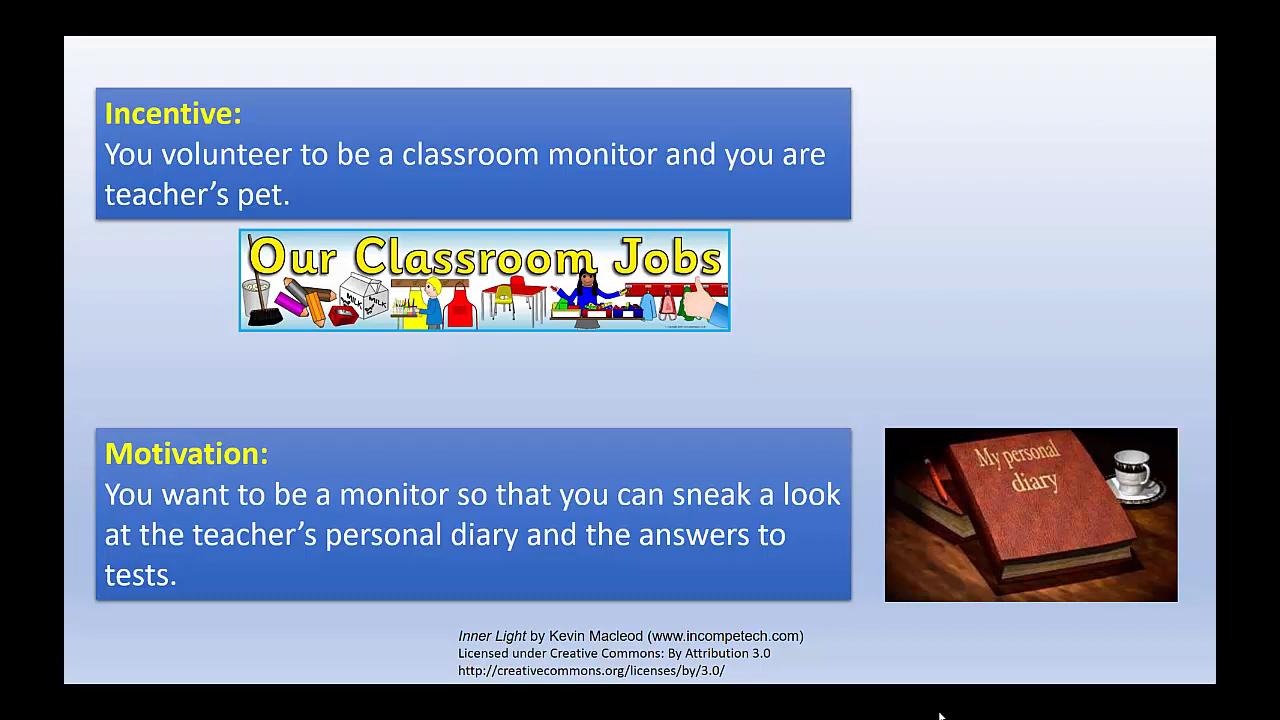 Incentive:
You volunteer to be a classroom monitor and you are
teacher’s pet.
Our Classroom Jobs
MILK
MILK
Motivation:
You want to be a monitor so that you can sneak a look
at the teacher’s personal diary and the answers to
tests.
My personal
diary
Inner Light by Kevin Macleod (www.incompetech.com)
Licensed under Creative Commons: By Attribution 3.0
http://creativecommons.org/licenses/by/3.0/